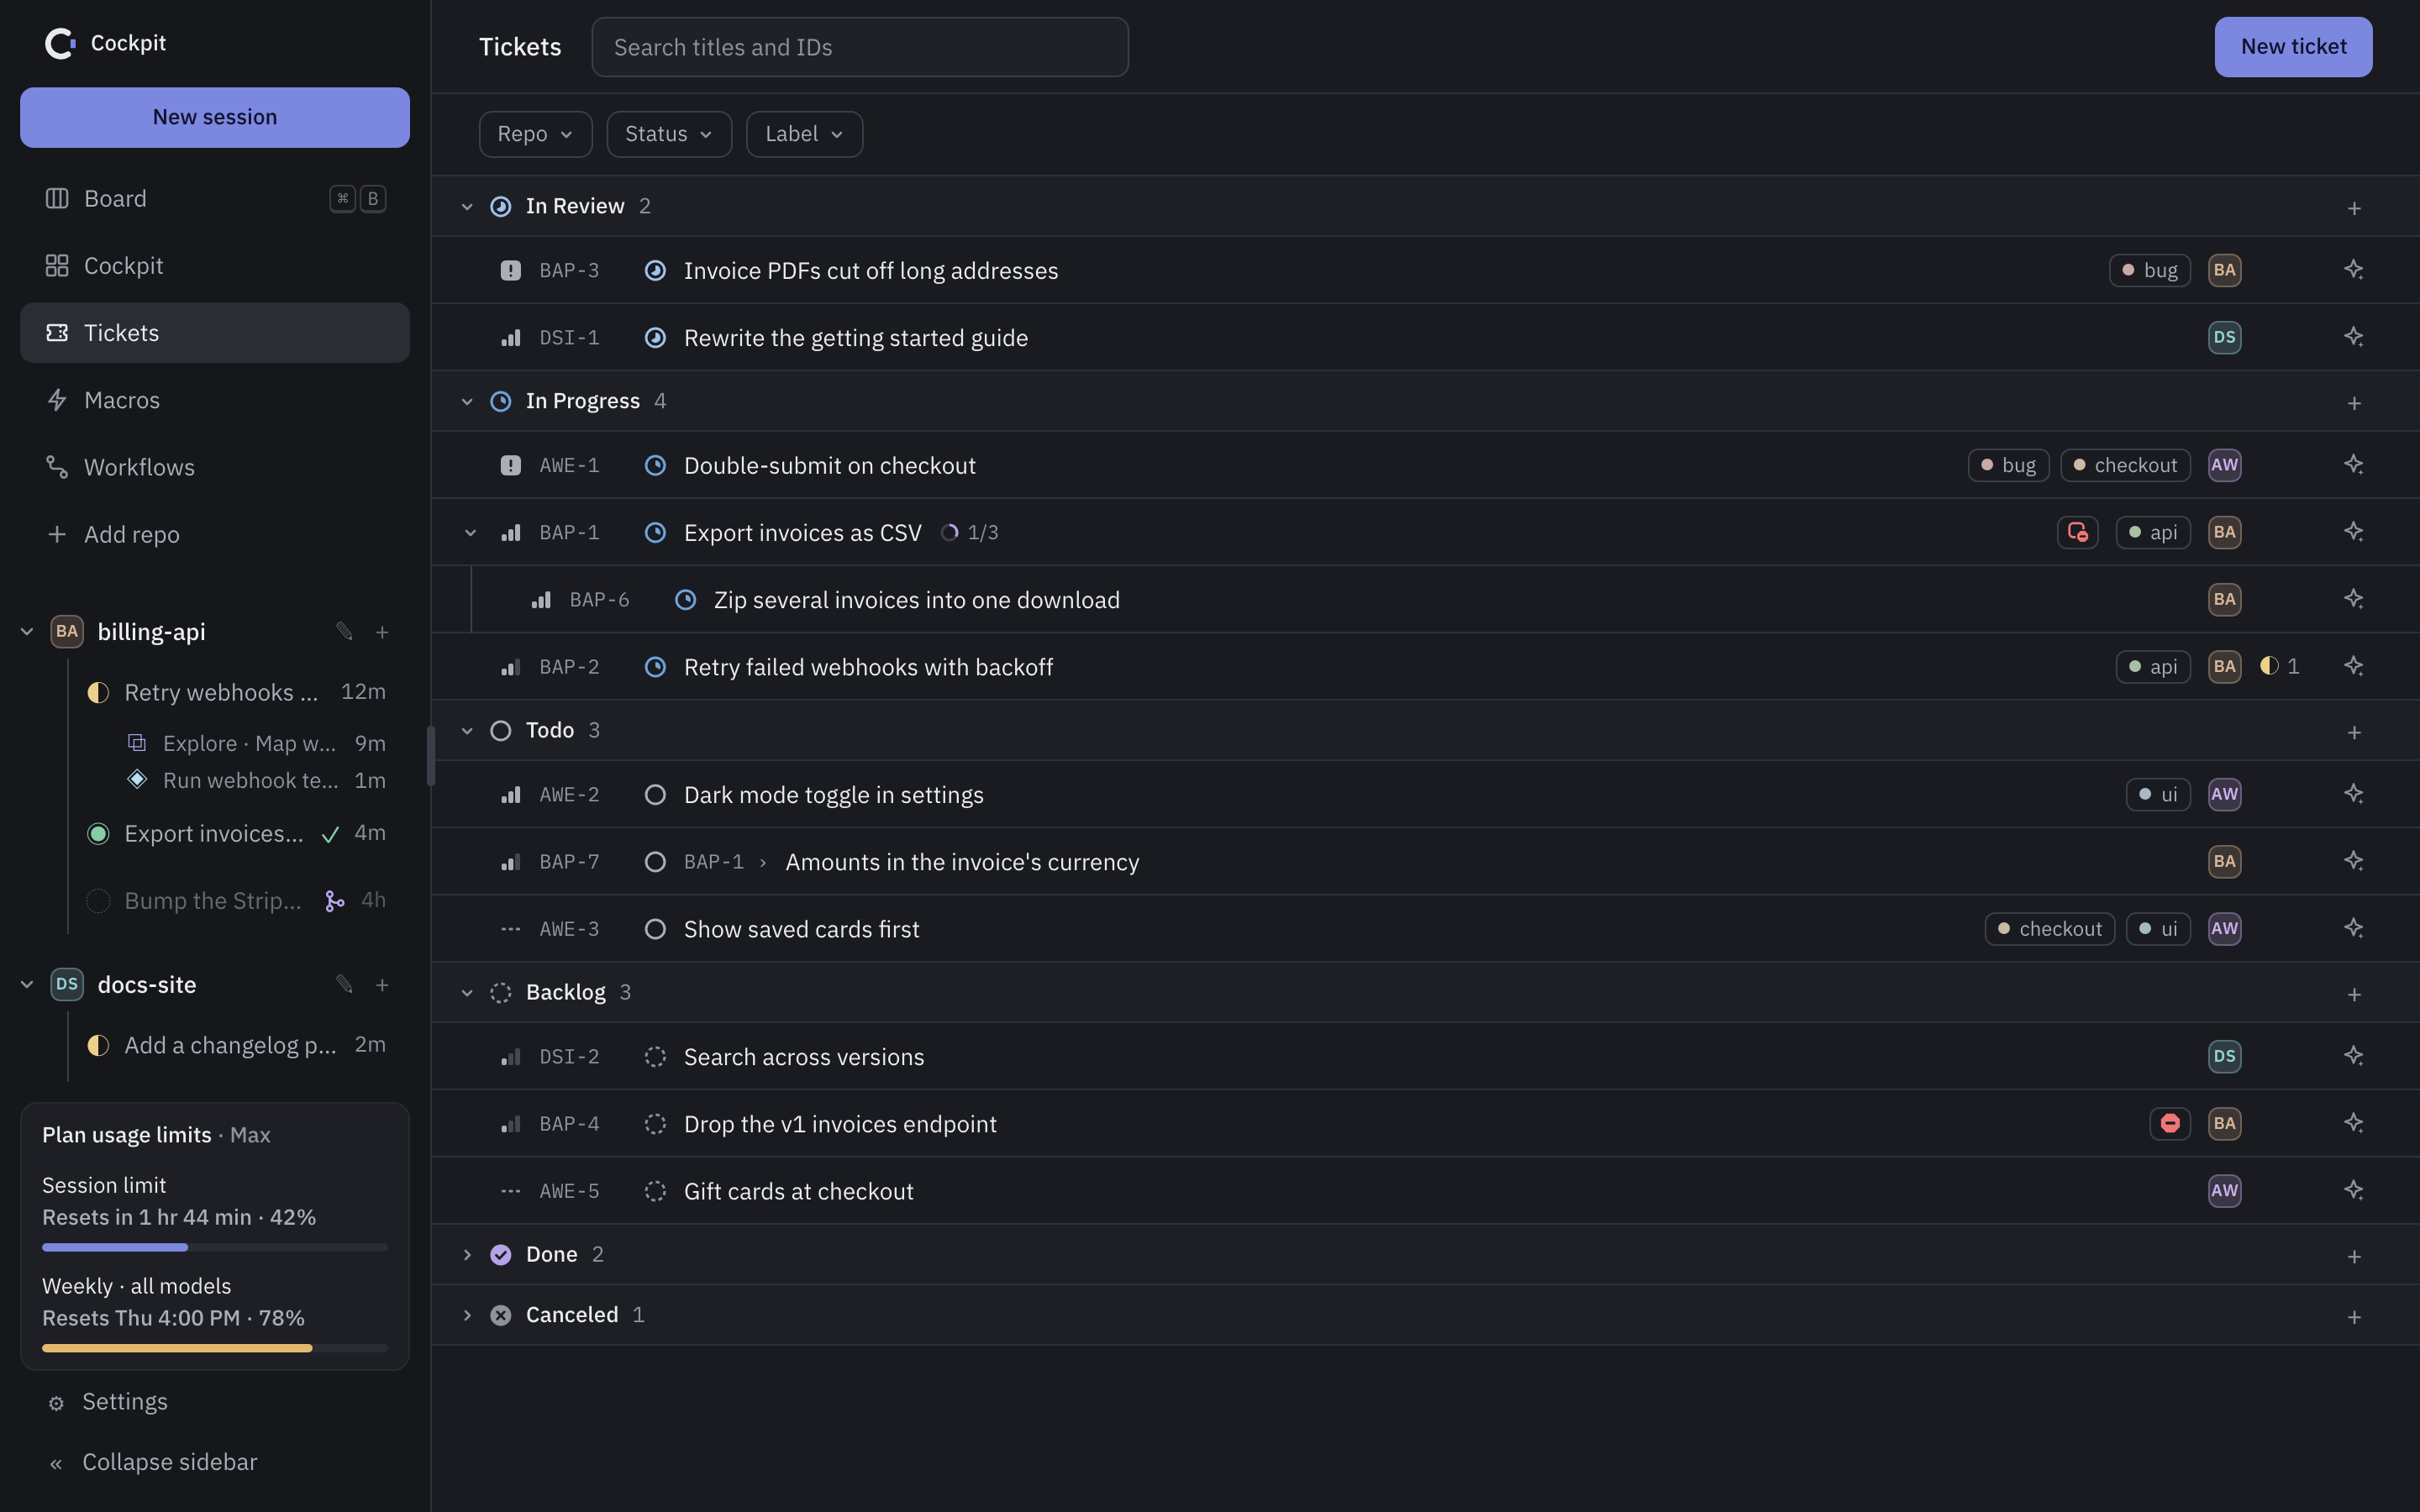 Cockpit
New session
Board ⌘ B
Cockpit
Tickets
Macros
Workflows
Add repo
BA billing-api
Retry webhooks ... 12m
Explore · Map w... 9m
Run webhook te... 1m
Export invoices... 4m
Bump the Strip... 4h
DS docs-site
Add a changelog p... 2m
Plan usage limits · Max
Session limit
Resets in 1 hr 44 min · 42%
Weekly · all models
Resets Thu 4:00 PM · 78%
Settings
« Collapse sidebar
Tickets Search titles and IDs New ticket
Repo Status Label
In Review 2
BAP-3 Invoice PDFs cut off long addresses bug BA
DSI-1 Rewrite the getting started guide DS
In Progress 4
AWE-1 Double-submit on checkout bug checkout AW
BAP-1 Export invoices as CSV 1/3 api BA
BAP-6 Zip several invoices into one download BA
BAP-2 Retry failed webhooks with backoff api BA 1
Todo 3
AWE-2 Dark mode toggle in settings ui AW
BAP-7 BAP-1 › Amounts in the invoice's currency BA
AWE-3 Show saved cards first checkout ui AW
Backlog 3
DSI-2 Search across versions DS
BAP-4 Drop the v1 invoices endpoint BA
AWE-5 Gift cards at checkout AW
Done 2
Canceled 1